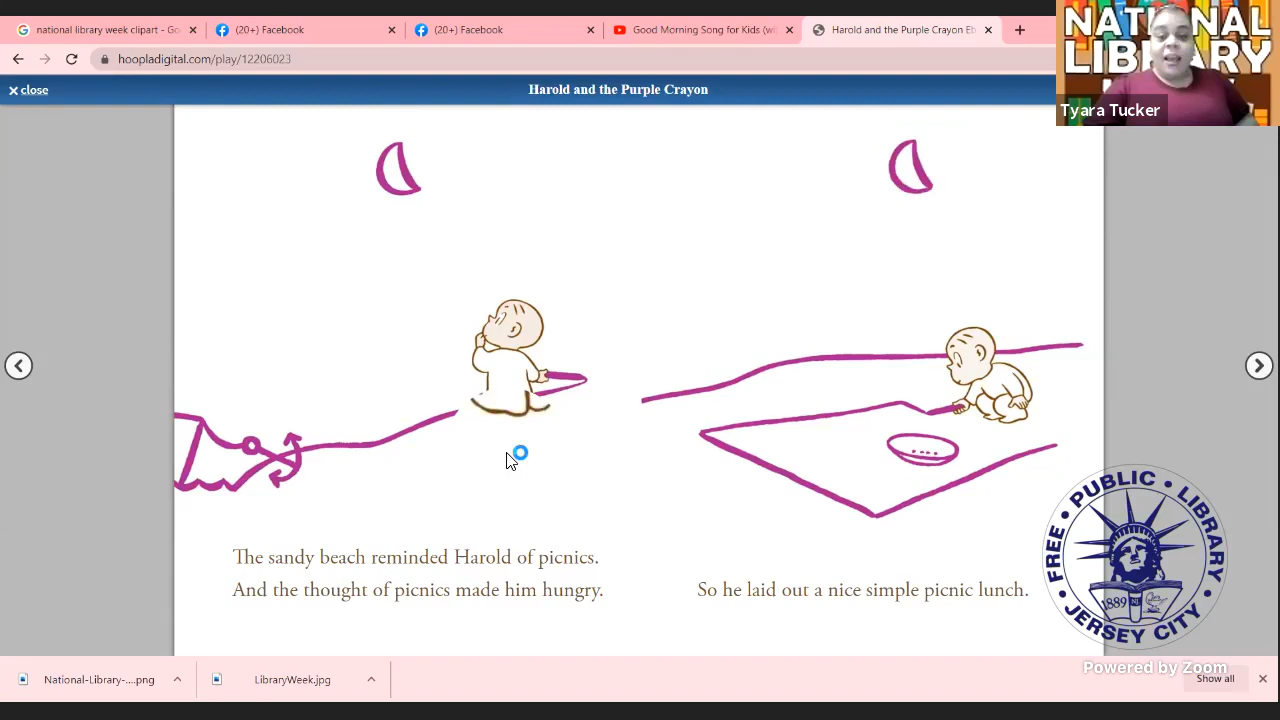 national library week clipart - Go
(20+) Facebook
(20+) Facebook
Good Morning Song for Kids (wi
Harold and the Purple Crayon Eb
hoopladigital.com/play/12206023
close
Harold and the Purple Crayon
NATIONAL
LIBRARY
Tyara Tucker
The sandy beach reminded Harold of picnics.
And the thought of picnics made him hungry.
So he laid out a nice simple picnic lunch.
FREE • PUBLIC • LIBRARY
1889
JERSEY CITY
Powered by Zoom
National-Library-....png
LibraryWeek.jpg
Show all